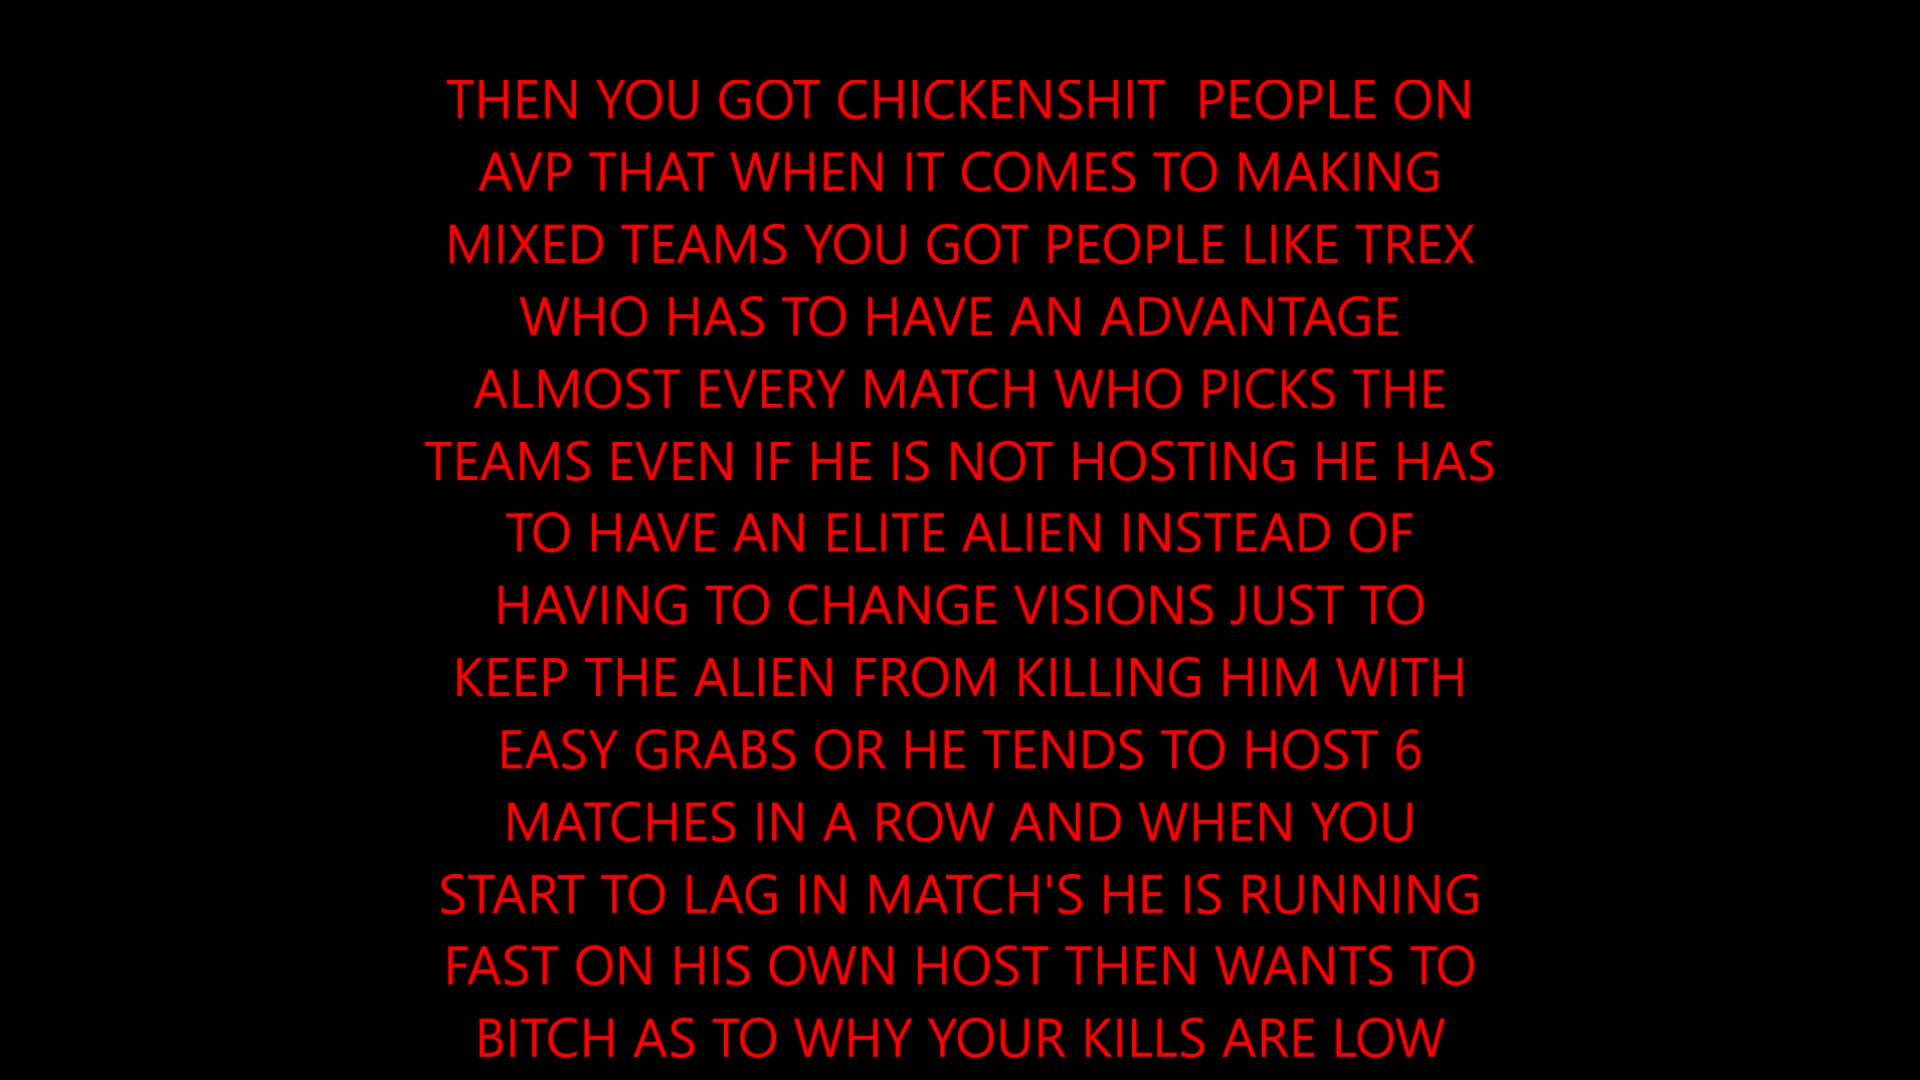 THEN YOU GOT CHICKENSHIT  PEOPLE ON
AVP THAT WHEN IT COMES TO MAKING
MIXED TEAMS YOU GOT PEOPLE LIKE TREX
WHO HAS TO HAVE AN ADVANTAGE
ALMOST EVERY MATCH WHO PICKS THE
TEAMS EVEN IF HE IS NOT HOSTING HE HAS
TO HAVE AN ELITE ALIEN INSTEAD OF
HAVING TO CHANGE VISIONS JUST TO
KEEP THE ALIEN FROM KILLING HIM WITH
EASY GRABS OR HE TENDS TO HOST 6
MATCHES IN A ROW AND WHEN YOU
START TO LAG IN MATCH'S HE IS RUNNING
FAST ON HIS OWN HOST THEN WANTS TO
BITCH AS TO WHY YOUR KILLS ARE LOW